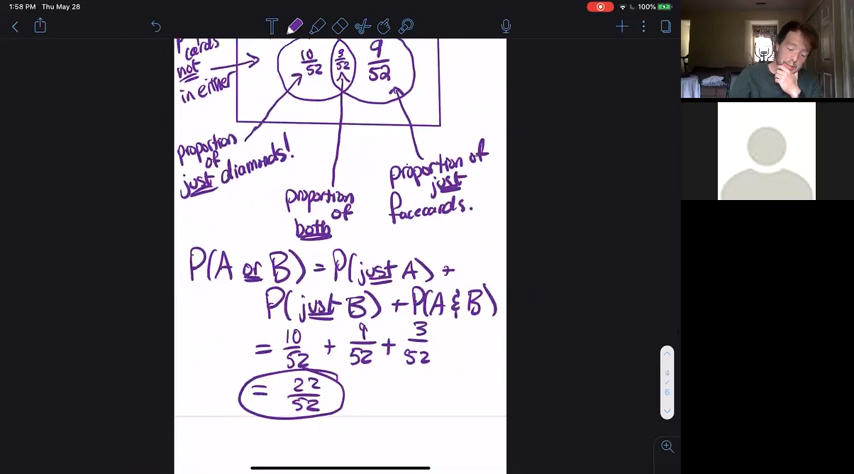 1:58 PM Thu May 28
100%
cards
not
in either
10/52
3/52
9/52
proportion
of
just diamonds!
proportion
of
both
proportion of
just
facecards.
P(A or B) = P(just A) +
P(just B) + P(A & B)
= 10/52 + 9/52 + 3/52
= 22/52
4
6